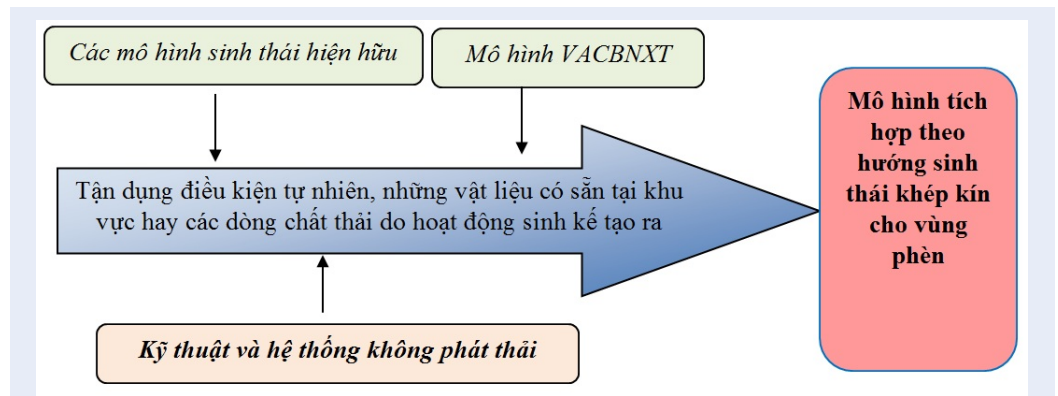 Các mô hình sinh thái hiện hữu
Mô hình VACBNXT
Tận dụng điều kiện tự nhiên, những vật liệu có sẵn tại khu
vực hay các dòng chất thải do hoạt động sinh kế tạo ra
Kỹ thuật và hệ thống không phát thải
Mô hình tích
hợp theo
hướng sinh
thái khép kín
cho vùng
phèn